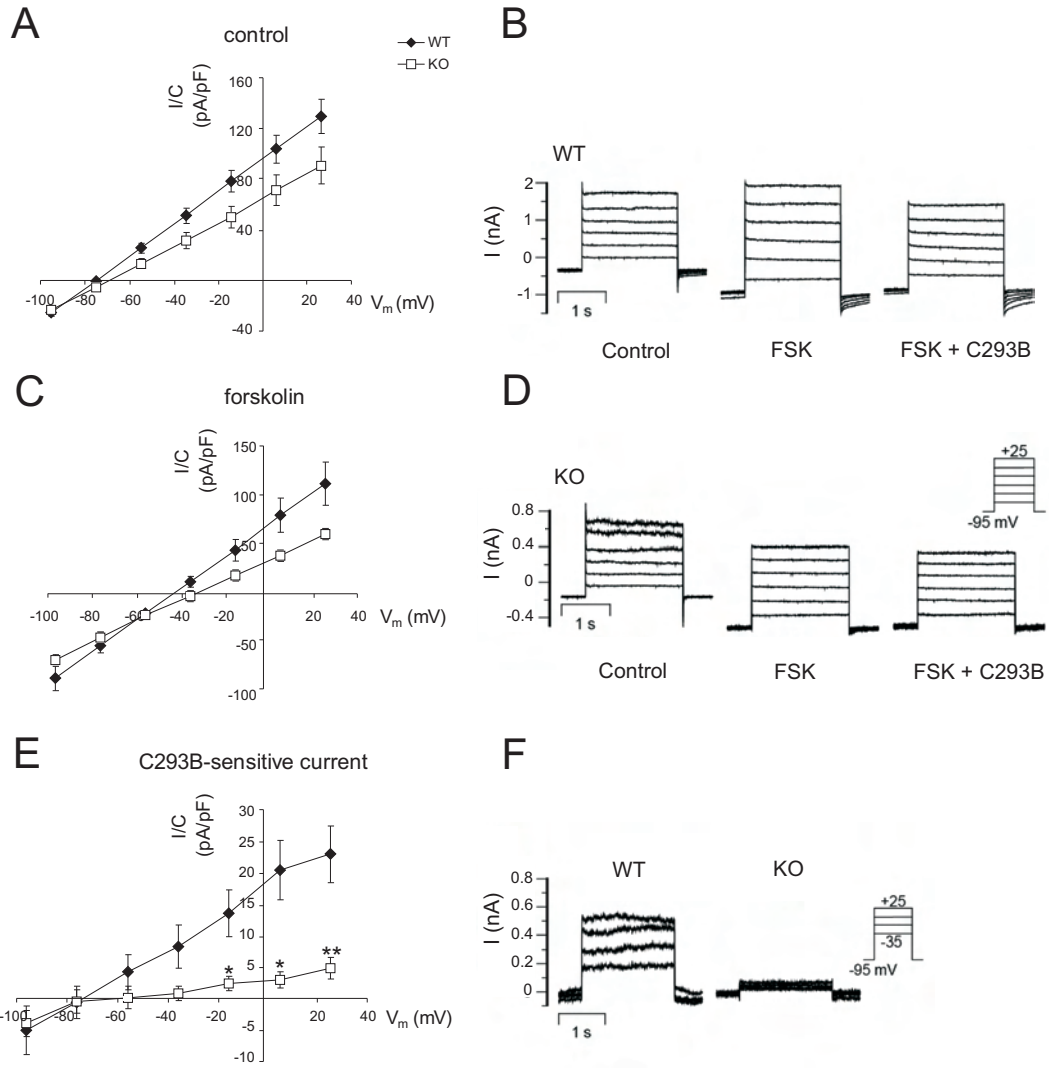 A
control
WT
KO
I/C
(pA/pF)
160
120
80
40
-40
-100 -80 -60 -40 -20 0 20 40
Vm (mV)
B
WT
2
1
0
-1
I (nA)
1 s
Control
FSK
FSK + C293B
C
forskolin
I/C
(pA/pF)
150
100
50
-50
-100
-100 -80 -60 -40 -20 0 20 40
Vm (mV)
D
KO
0.8
0.4
0
-0.4
I (nA)
1 s
+25
-95 mV
Control
FSK
FSK + C293B
E
C293B-sensitive current
I/C
(pA/pF)
30
25
20
15
10
5
-5
-10
-100 -80 -60 -40 -20 0 20 40
Vm (mV)
*
*
**
F
WT
KO
0.8
0.6
0.4
0.2
0
I (nA)
1 s
+25
-35
-95 mV